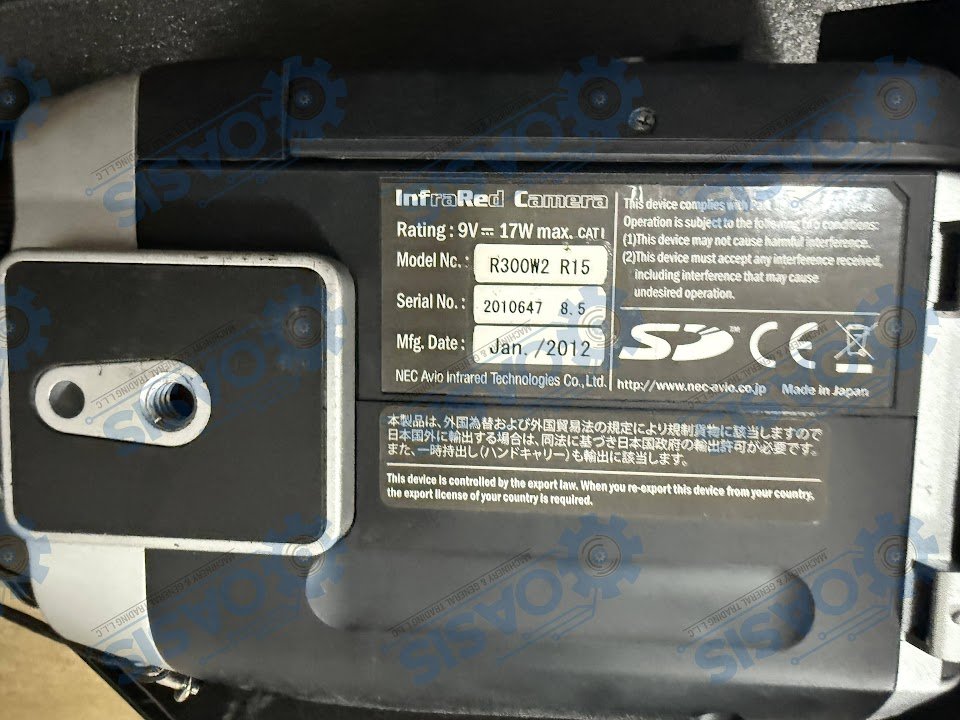 InfraRed Camera
Rating : 9V⎓ 17W max. CAT I
Model No. : R300W2 R15
Serial No. : 2010647 8.5
Mfg. Date : Jan. /2012
NEC Avio Infrared Technologies Co., Ltd.
This device complies with Part
Operation is subject to the following two conditions:
(1)This device may not cause harmful interference.
(2)This device must accept any interference received,
including interference that may cause
undesired operation.
SD™ CE
http://www.nec-avio.co.jp Made in Japan
本製品は、外国為替および外国貿易法の規定により規制貨物に該当しますので
日本国外に輸出する場合は、同法に基づき日本国政府の輸出許可が必要です。
また、一時持出し(ハンドキャリー)も輸出に該当します。
This device is controlled by the export law. When you re-export this device from your country,
the export license of your country is required.
OASIS
MACHINERY & GENERAL TRADING L.L.C